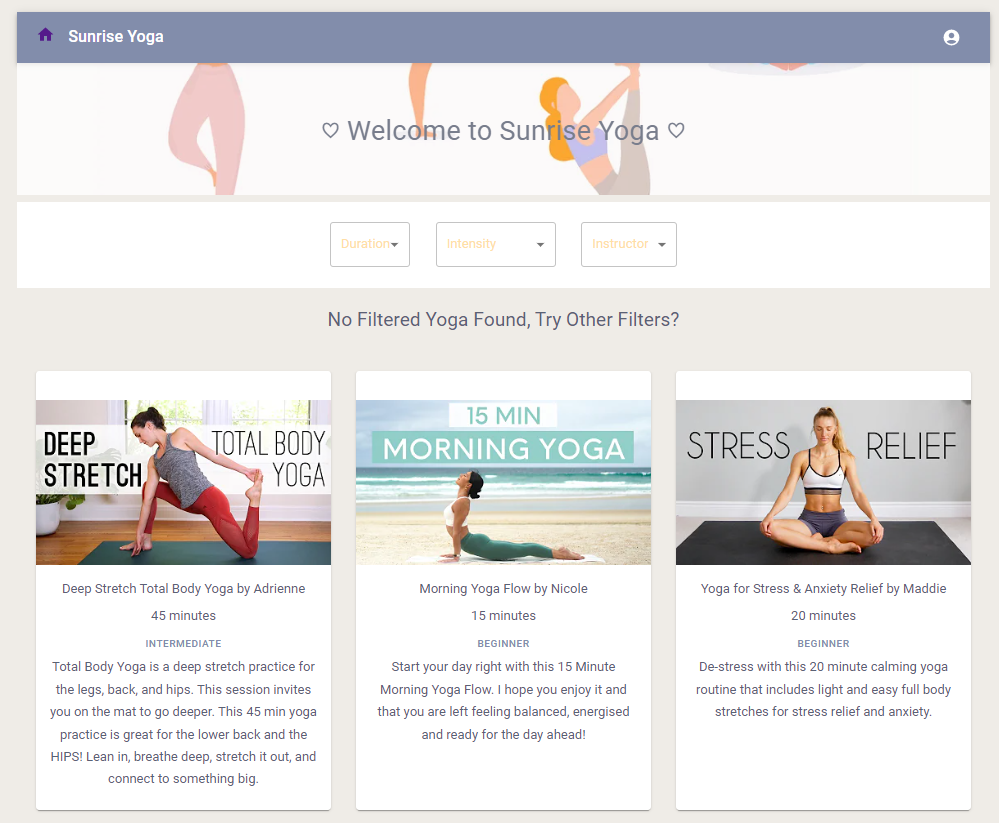 Sunrise Yoga
♡ Welcome to Sunrise Yoga ♡
Duration
Intensity
Instructor
No Filtered Yoga Found, Try Other Filters?
DEEP
STRETCH
TOTAL BODY
YOGA
Deep Stretch Total Body Yoga by Adrienne
45 minutes
INTERMEDIATE
Total Body Yoga is a deep stretch practice for
the legs, back, and hips. This session invites
you on the mat to go deeper. This 45 min yoga
practice is great for the lower back and the
HIPS! Lean in, breathe deep, stretch it out, and
connect to something big.
15 MIN
MORNING YOGA
Morning Yoga Flow by Nicole
15 minutes
BEGINNER
Start your day right with this 15 Minute
Morning Yoga Flow. I hope you enjoy it and
that you are left feeling balanced, energised
and ready for the day ahead!
STRESS RELIEF
Yoga for Stress & Anxiety Relief by Maddie
20 minutes
BEGINNER
De-stress with this 20 minute calming yoga
routine that includes light and easy full body
stretches for stress relief and anxiety.